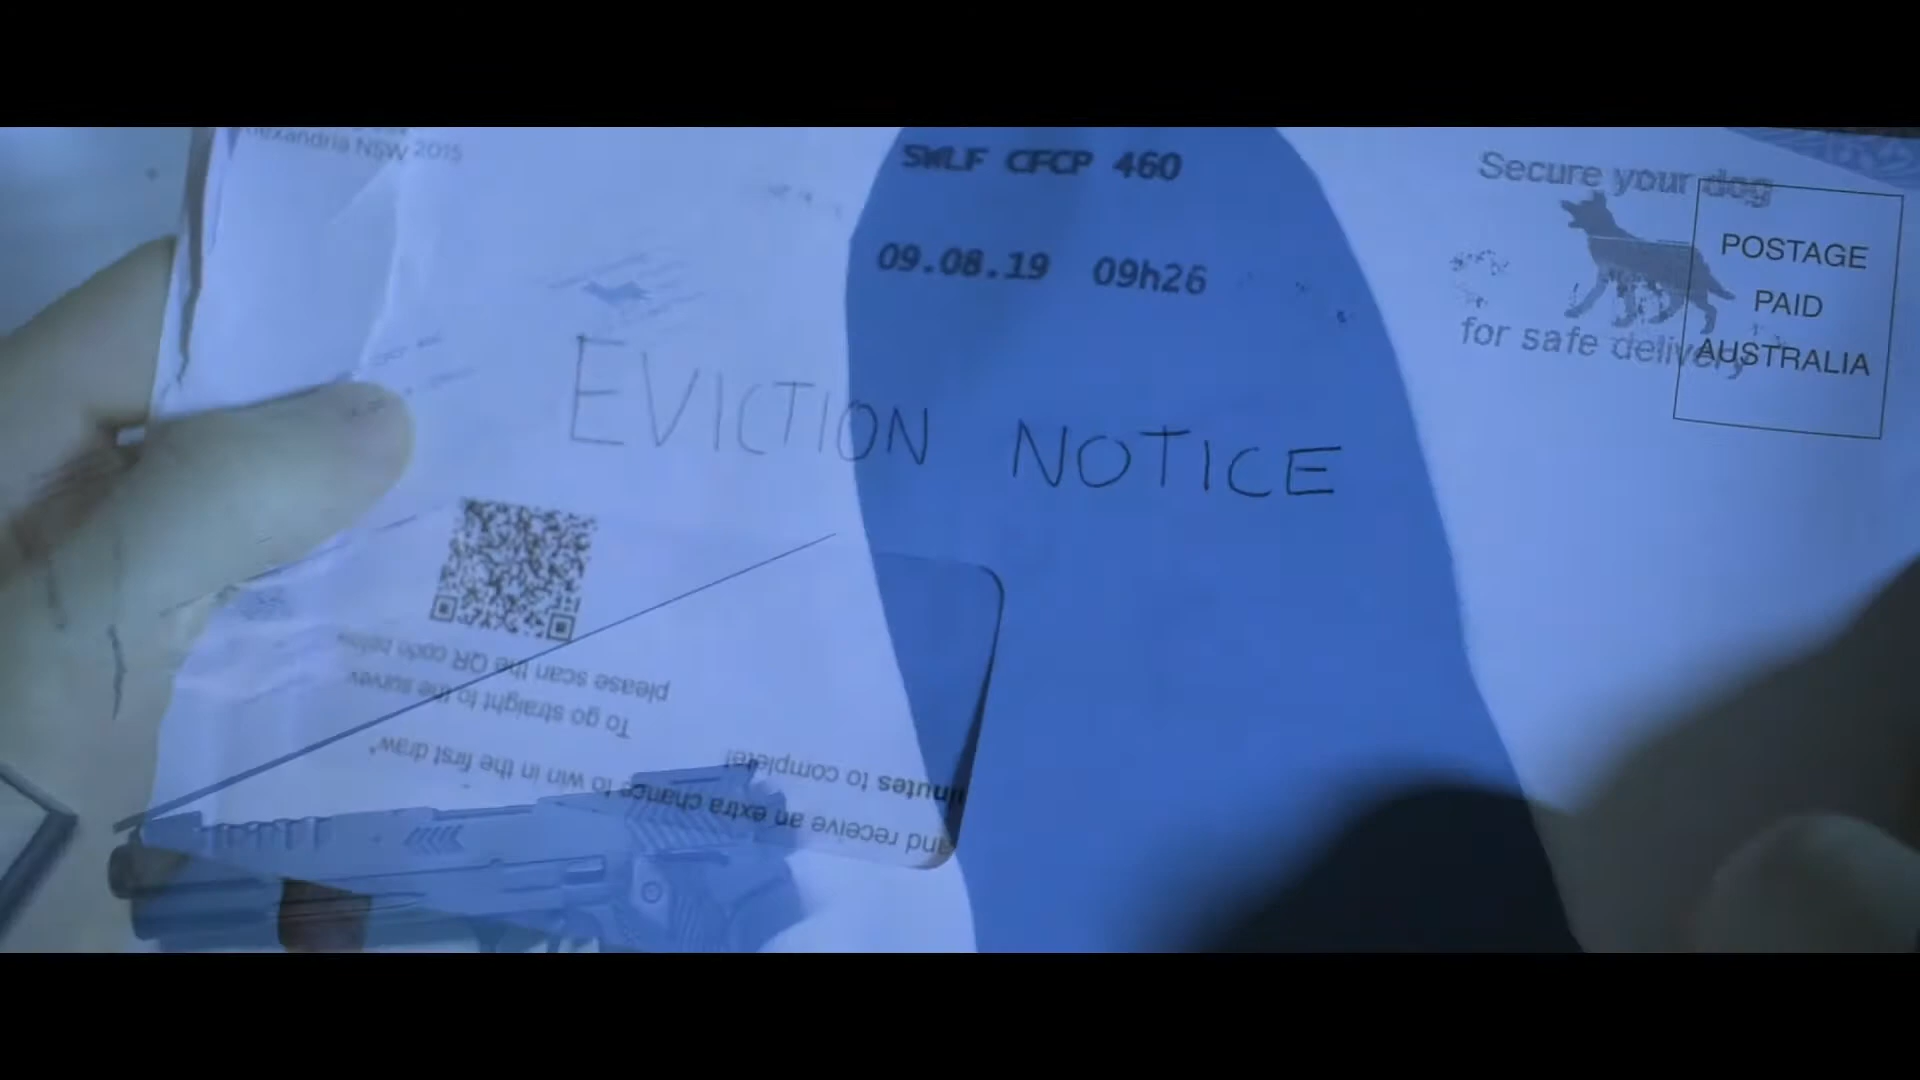 Alexandria NSW 2015
SWLF CFCP 460
09.08.19 09h26
Secure your dog
for safe delivery
POSTAGE
PAID
AUSTRALIA
EVICTION NOTICE
please scan the QR code below
To go straight to the survey
and receive an extra chance to win in the first draw*
minutes to complete!